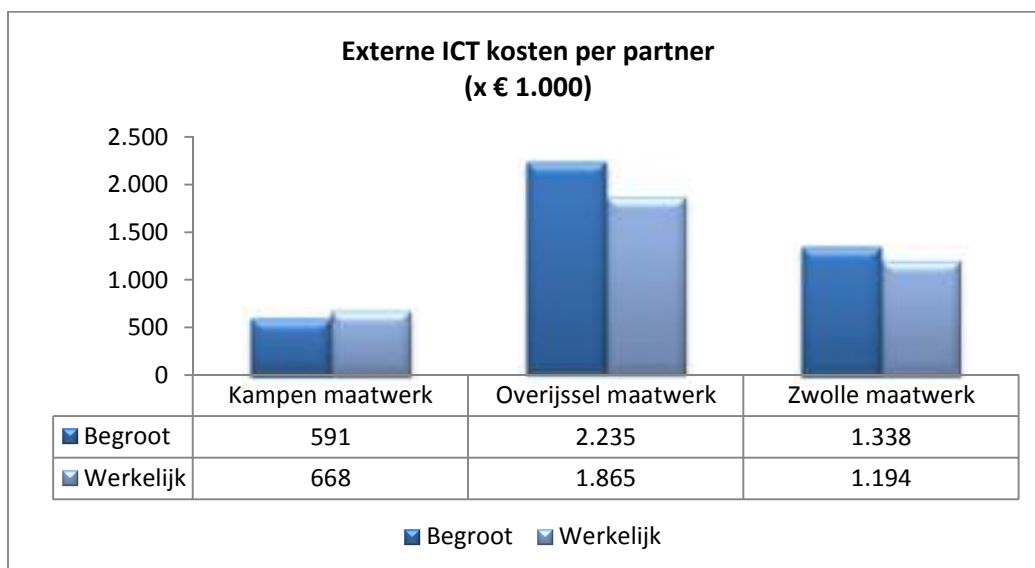 Externe ICT kosten per partner
(x € 1.000)
2.500
2.000
1.500
1.000
500
0
Kampen maatwerk Overijssel maatwerk Zwolle maatwerk
Begroot 591 2.235 1.338
Werkelijk 668 1.865 1.194
Begroot Werkelijk